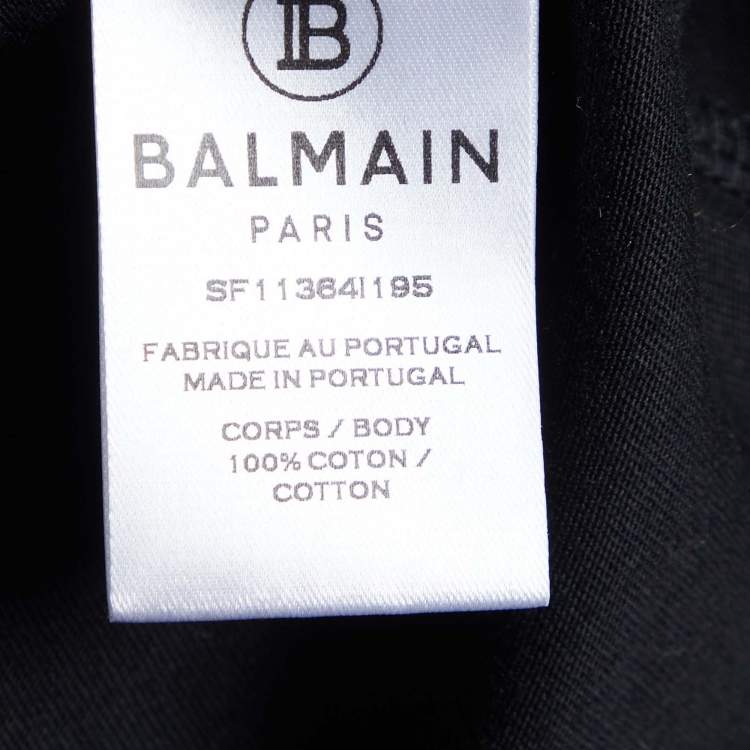 B
BALMAIN
PARIS
SF11364I195
FABRIQUE AU PORTUGAL
MADE IN PORTUGAL
CORPS / BODY
100% COTON /
COTTON